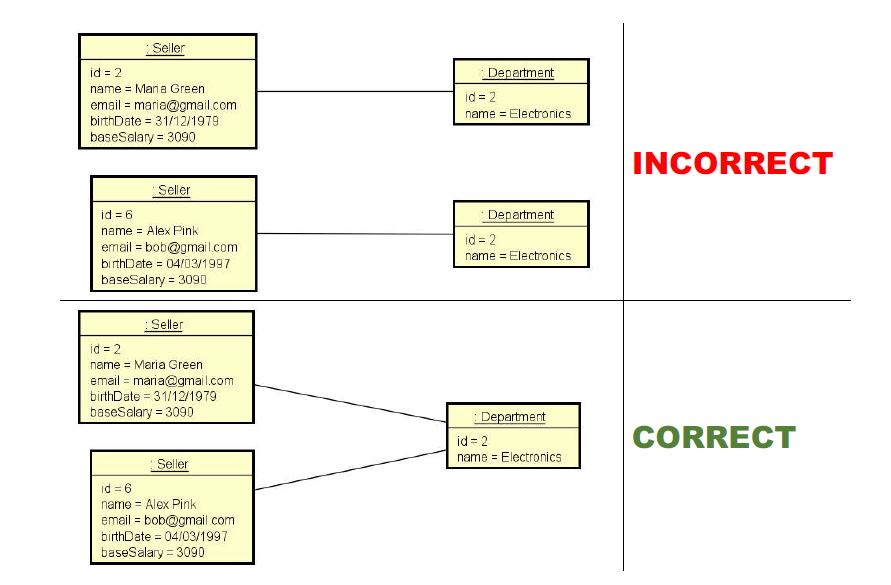 : Seller
id = 2
name = Maria Green
email = maria@gmail.com
birthDate = 31/12/1979
baseSalary = 3090
: Department
id = 2
name = Electronics
: Seller
id = 6
name = Alex Pink
email = bob@gmail.com
birthDate = 04/03/1997
baseSalary = 3090
: Department
id = 2
name = Electronics
INCORRECT
: Seller
id = 2
name = Maria Green
email = maria@gmail.com
birthDate = 31/12/1979
baseSalary = 3090
: Seller
id = 6
name = Alex Pink
email = bob@gmail.com
birthDate = 04/03/1997
baseSalary = 3090
: Department
id = 2
name = Electronics
CORRECT